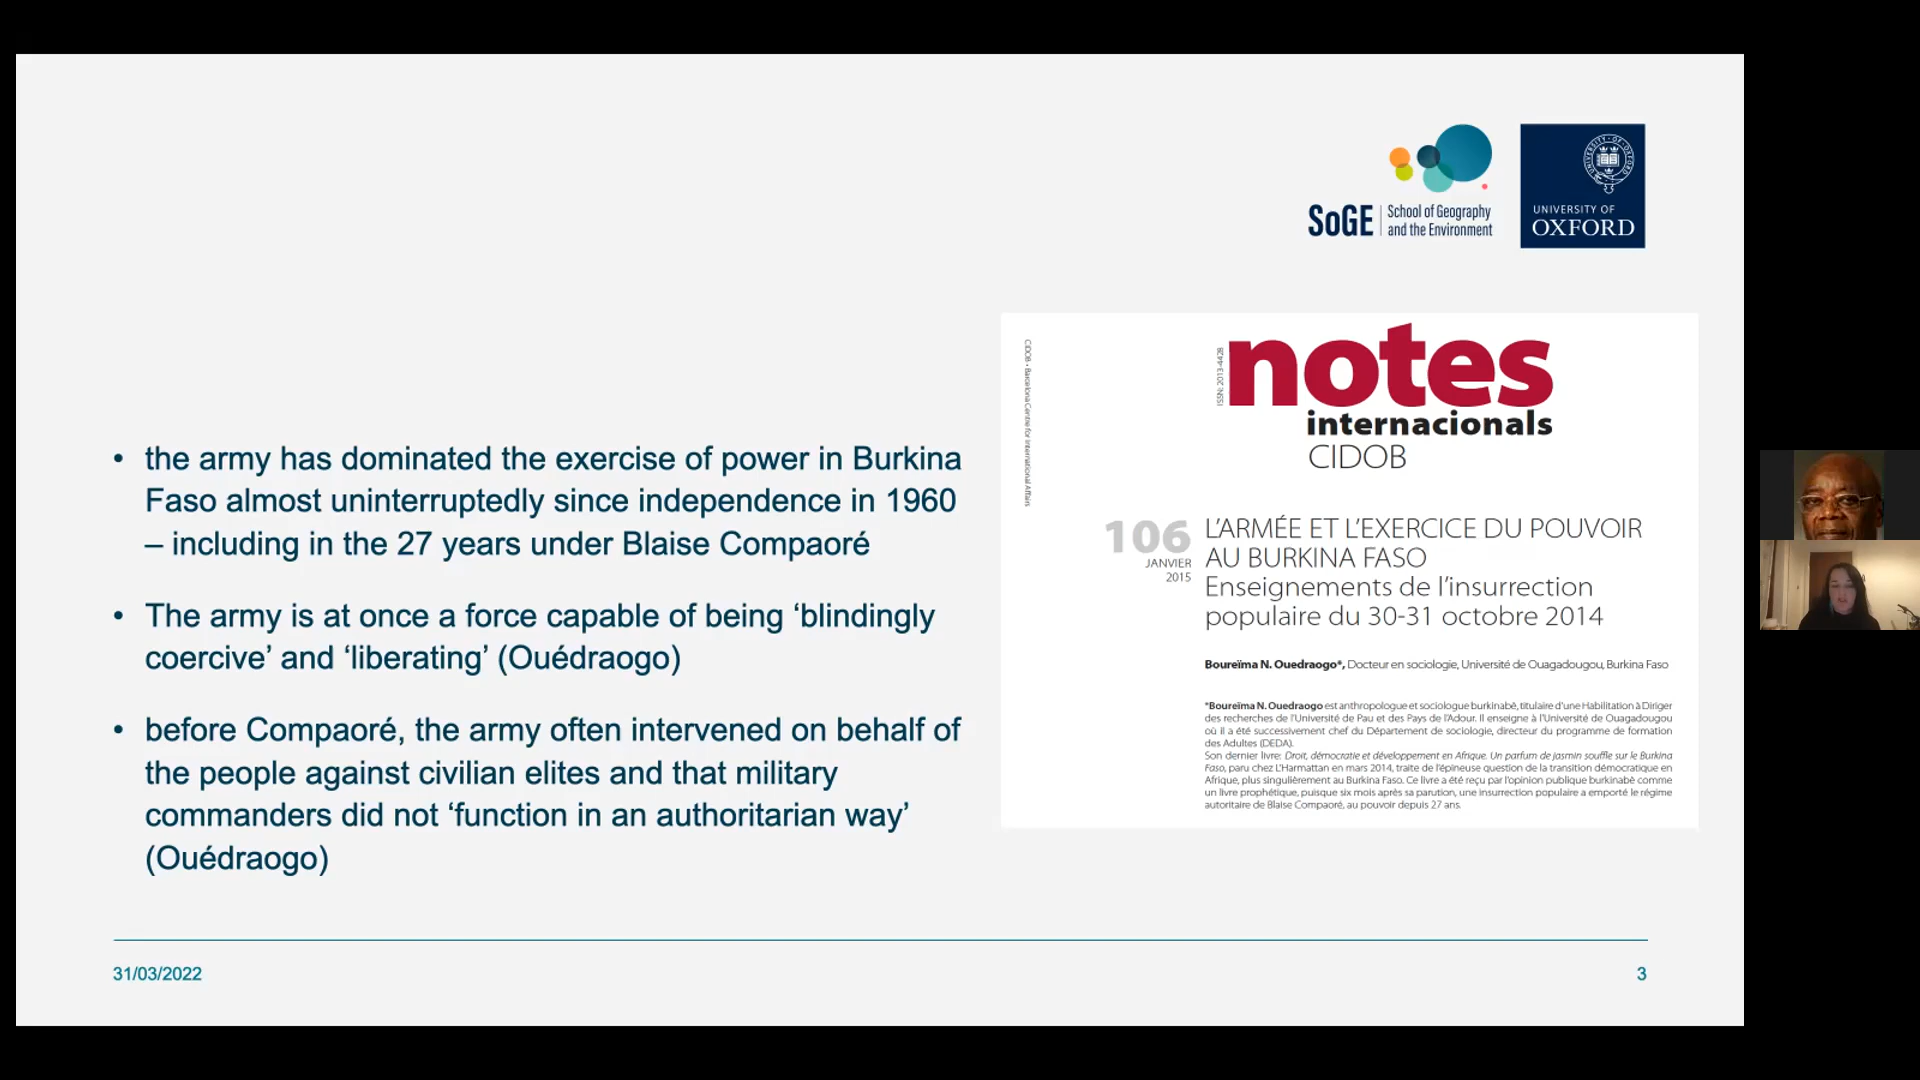 SoGE School of Geography
and the Environment
UNIVERSITY OF
OXFORD
• the army has dominated the exercise of power in Burkina
Faso almost uninterruptedly since independence in 1960
– including in the 27 years under Blaise Compaoré
• The army is at once a force capable of being ‘blindingly
coercive’ and ‘liberating’ (Ouédraogo)
• before Compaoré, the army often intervened on behalf of
the people against civilian elites and that military
commanders did not ‘function in an authoritarian way’
(Ouédraogo)
CIDOB • Barcelona Centre for International Affairs
ISSN: 2013-4428
notes
internacionals
CIDOB
106
JANVIER
2015
L’ARMÉE ET L’EXERCICE DU POUVOIR
AU BURKINA FASO
Enseignements de l’insurrection
populaire du 30-31 octobre 2014
Boureïma N. Ouedraogo*, Docteur en sociologie, Université de Ouagadougou, Burkina Faso
*Boureïma N. Ouedraogo est anthropologue et sociologue burkinabè, titulaire d’une Habilitation à Diriger
des recherches de l’Université de Pau et des Pays de l’Adour. Il enseigne à l’Université de Ouagadougou
où il a été successivement chef du Département de sociologie, directeur du programme de formation
des Adultes (DEDA).
Son dernier livre: Droit, démocratie et développement en Afrique. Un parfum de jasmin souffle sur le Burkina
Faso, paru chez L’Harmattan en mars 2014, traite de l’épineuse question de la transition démocratique en
Afrique, plus singulièrement au Burkina Faso. Ce livre a été reçu par l’opinion publique burkinabè comme
un livre prophétique, puisque six mois après sa parution, une insurrection populaire a emporté le régime
autoritaire de Blaise Compaoré, au pouvoir depuis 27 ans.
31/03/2022
3